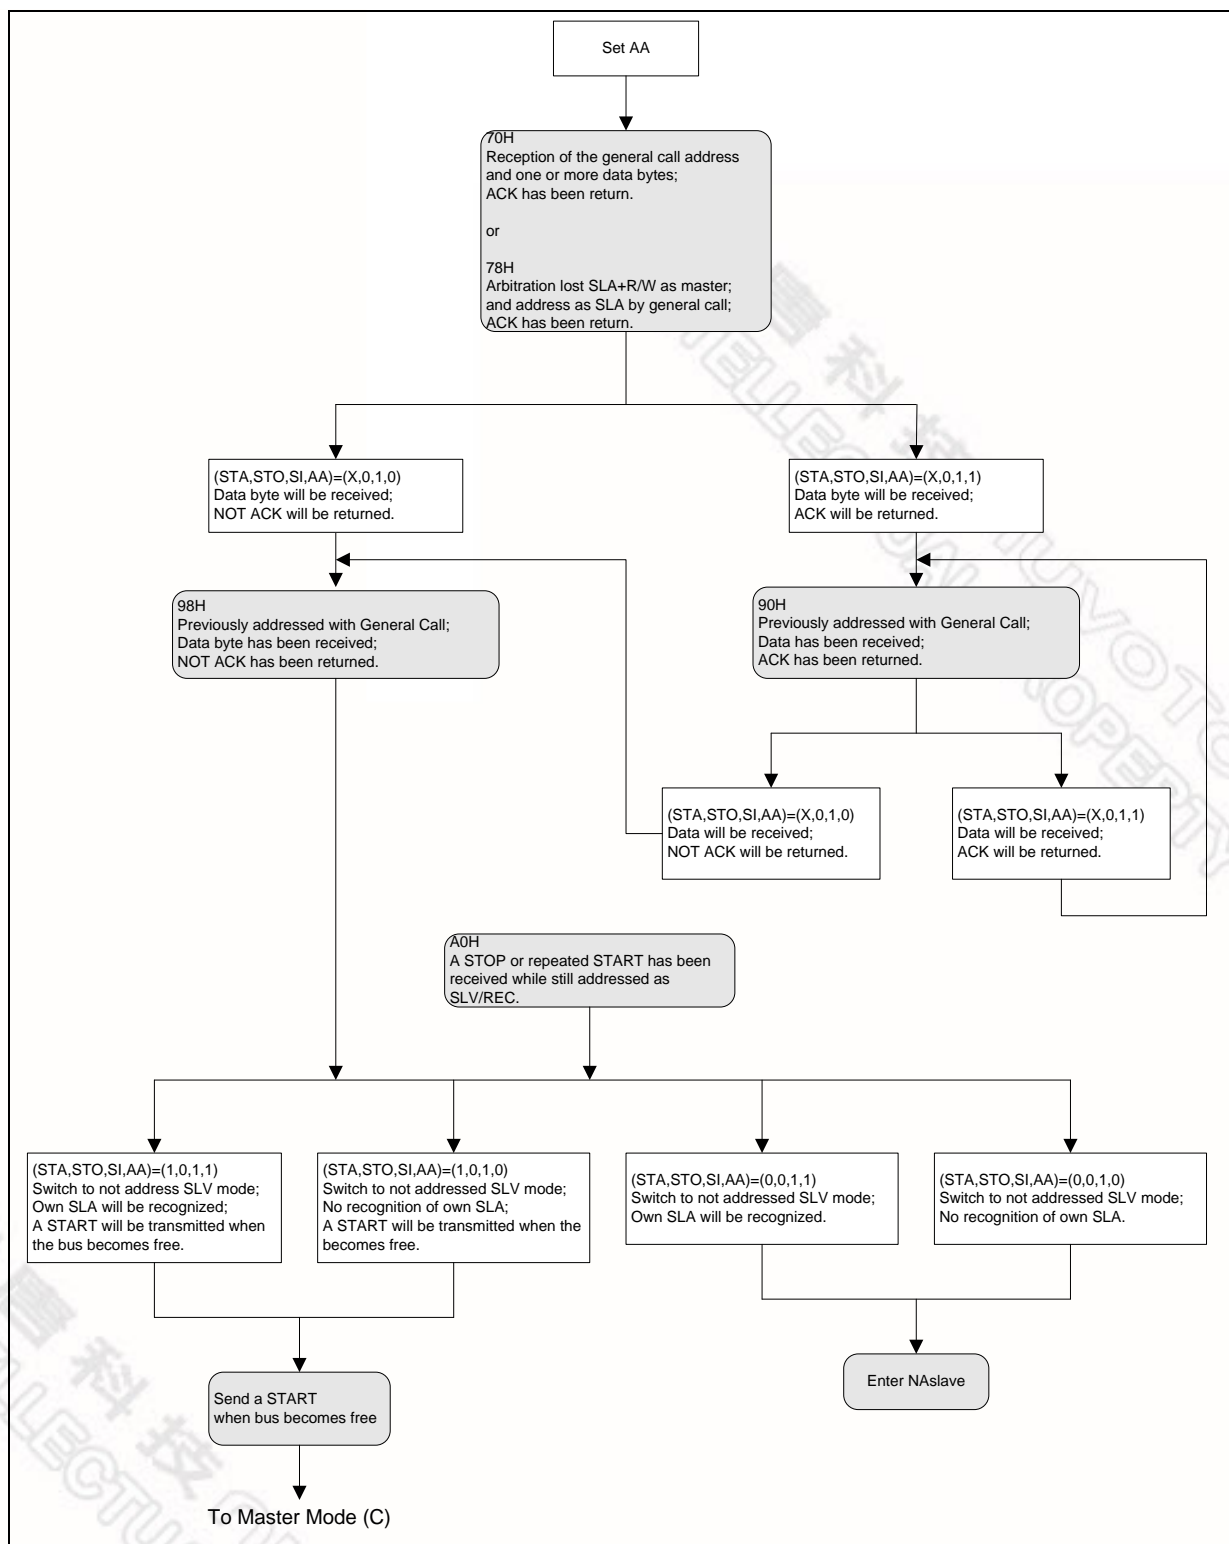 Set AA
70H
Reception of the general call address
and one or more data bytes;
ACK has been return.
or
78H
Arbitration lost SLA+R/W as master;
and address as SLA by general call;
ACK has been return.
(STA,STO,SI,AA)=(X,0,1,0)
Data byte will be received;
NOT ACK will be returned.
(STA,STO,SI,AA)=(X,0,1,1)
Data byte will be received;
ACK will be returned.
98H
Previously addressed with General Call;
Data byte has been received;
NOT ACK has been returned.
90H
Previously addressed with General Call;
Data has been received;
ACK has been returned.
(STA,STO,SI,AA)=(X,0,1,0)
Data will be received;
NOT ACK will be returned.
(STA,STO,SI,AA)=(X,0,1,1)
Data will be received;
ACK will be returned.
A0H
A STOP or repeated START has been
received while still addressed as
SLV/REC.
(STA,STO,SI,AA)=(1,0,1,1)
Switch to not address SLV mode;
Own SLA will be recognized;
A START will be transmitted when
the bus becomes free.
(STA,STO,SI,AA)=(1,0,1,0)
Switch to not addressed SLV mode;
No recognition of own SLA;
A START will be transmitted when the
becomes free.
(STA,STO,SI,AA)=(0,0,1,1)
Switch to not addressed SLV mode;
Own SLA will be recognized.
(STA,STO,SI,AA)=(0,0,1,0)
Switch to not addressed SLV mode;
No recognition of own SLA.
Send a START
when bus becomes free
Enter NAslave
To Master Mode (C)